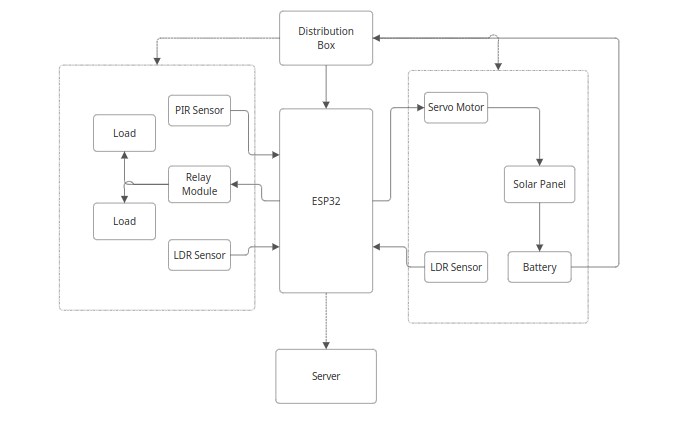 Distribution
Box
PIR Sensor
Load
Relay
Module
Load
LDR Sensor
ESP32
Servo Motor
Solar Panel
LDR Sensor
Battery
Server